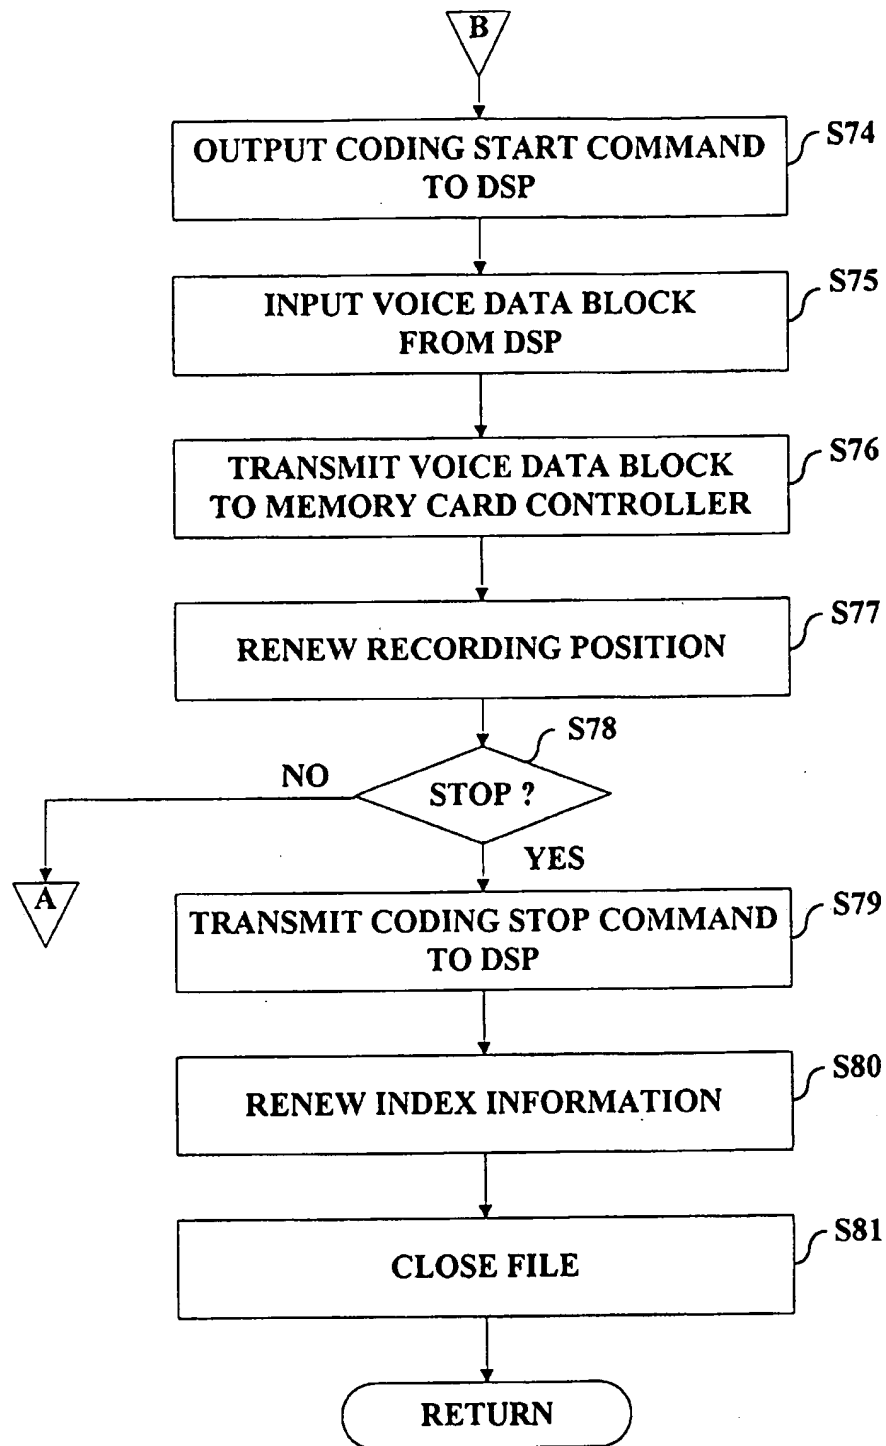 B
OUTPUT CODING START COMMAND
TO DSP
S74
INPUT VOICE DATA BLOCK
FROM DSP
S75
TRANSMIT VOICE DATA BLOCK
TO MEMORY CARD CONTROLLER
S76
RENEW RECORDING POSITION
S77
S78
STOP ?
NO
YES
A
TRANSMIT CODING STOP COMMAND
TO DSP
S79
RENEW INDEX INFORMATION
S80
CLOSE FILE
S81
RETURN